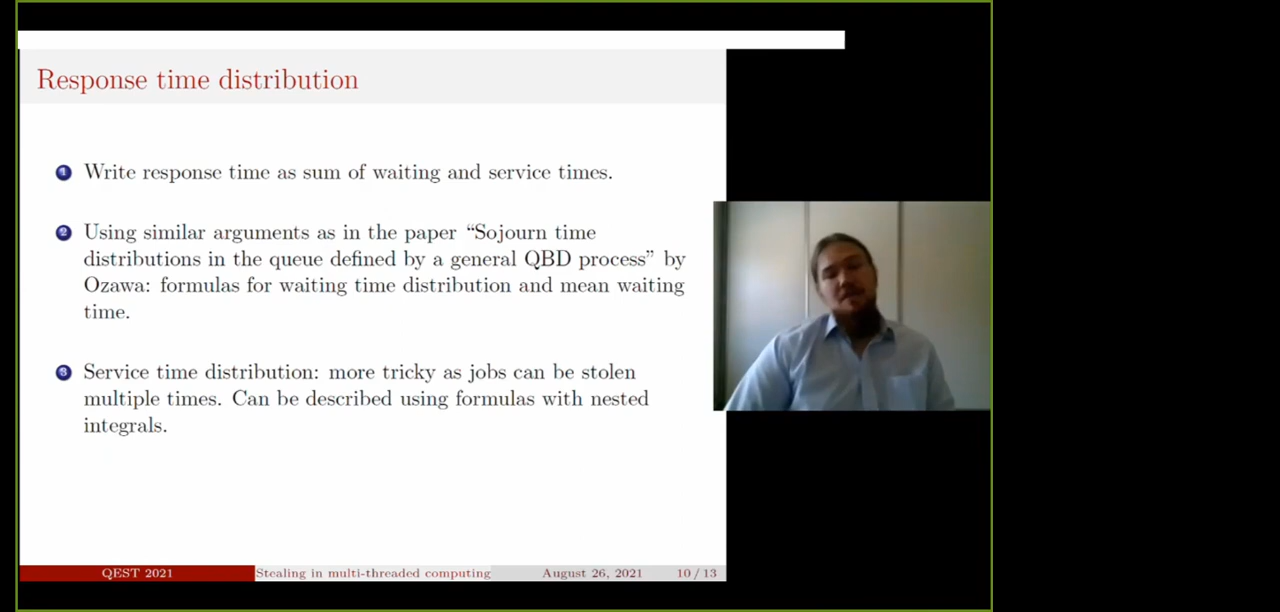 Response time distribution
1 Write response time as sum of waiting and service times.
2 Using similar arguments as in the paper “Sojourn time
distributions in the queue defined by a general QBD process” by
Ozawa: formulas for waiting time distribution and mean waiting
time.
3 Service time distribution: more tricky as jobs can be stolen
multiple times. Can be described using formulas with nested
integrals.
QEST 2021 Stealing in multi-threaded computing August 26, 2021 10 / 13